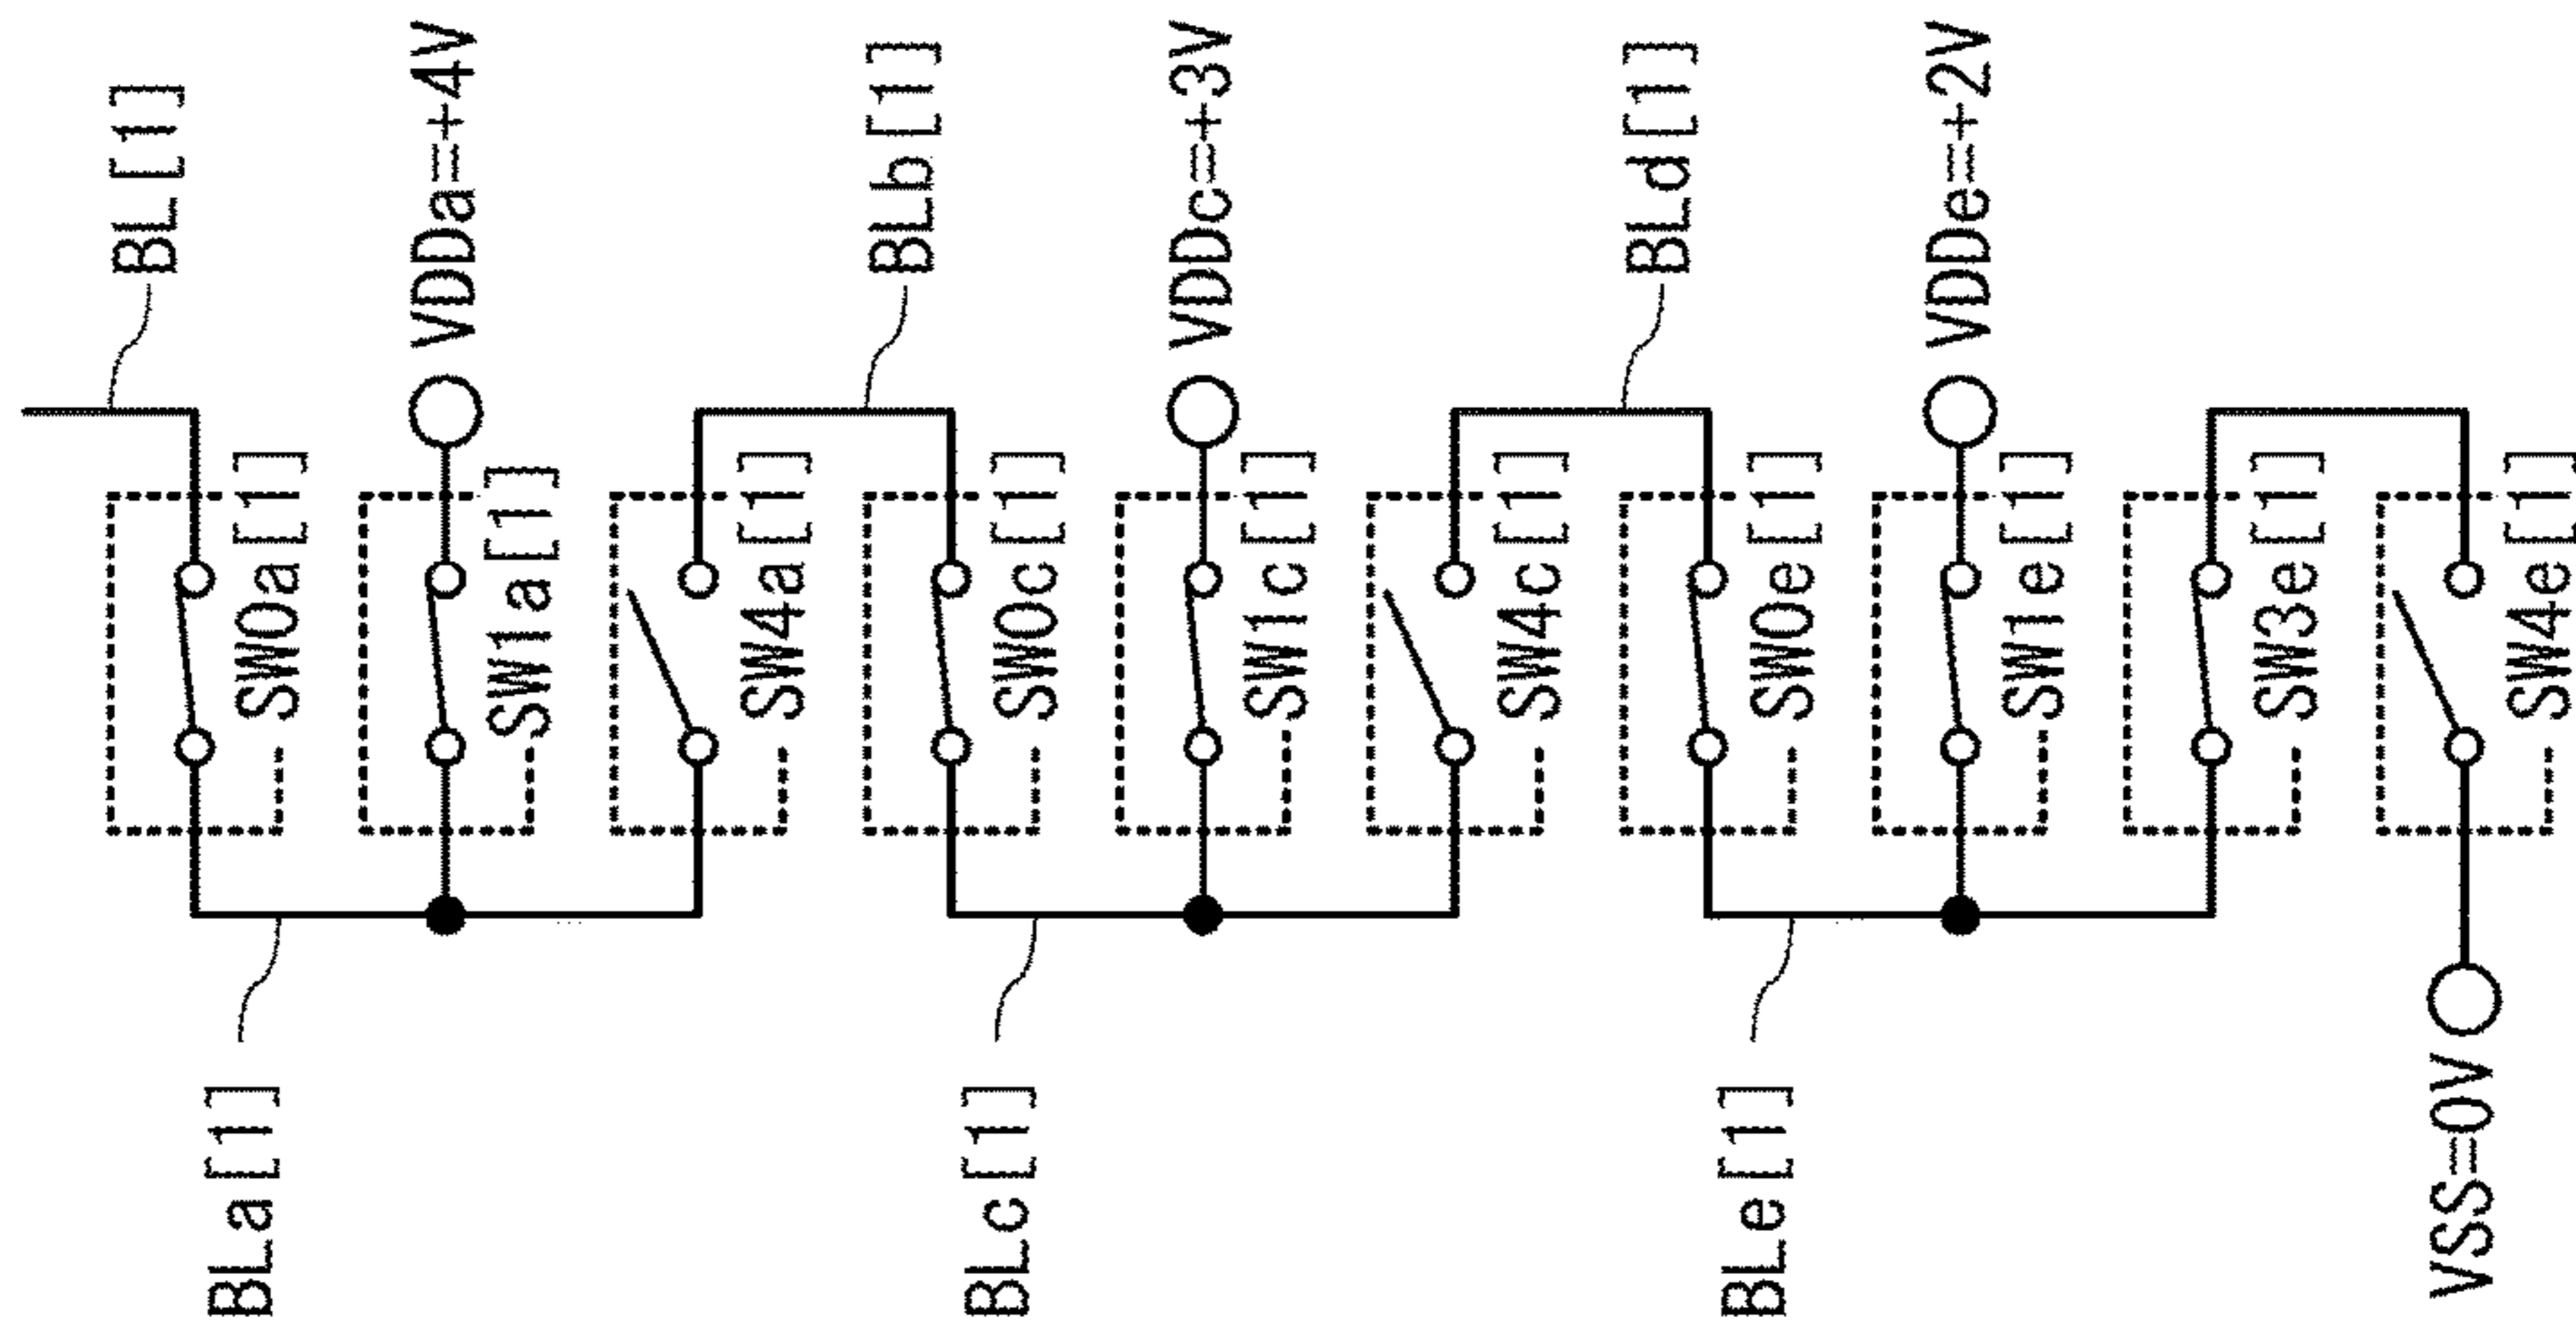 BL[1]
VDDa=+4V
BLb[1]
VDDc=+3V
BLd[1]
VDDe=+2V
SW0a[1]
SW1a[1]
SW4a[1]
SW0c[1]
SW1c[1]
SW4c[1]
SW0e[1]
SW1e[1]
SW3e[1]
SW4e[1]
BLa[1]
BLc[1]
BLe[1]
VSS=0V